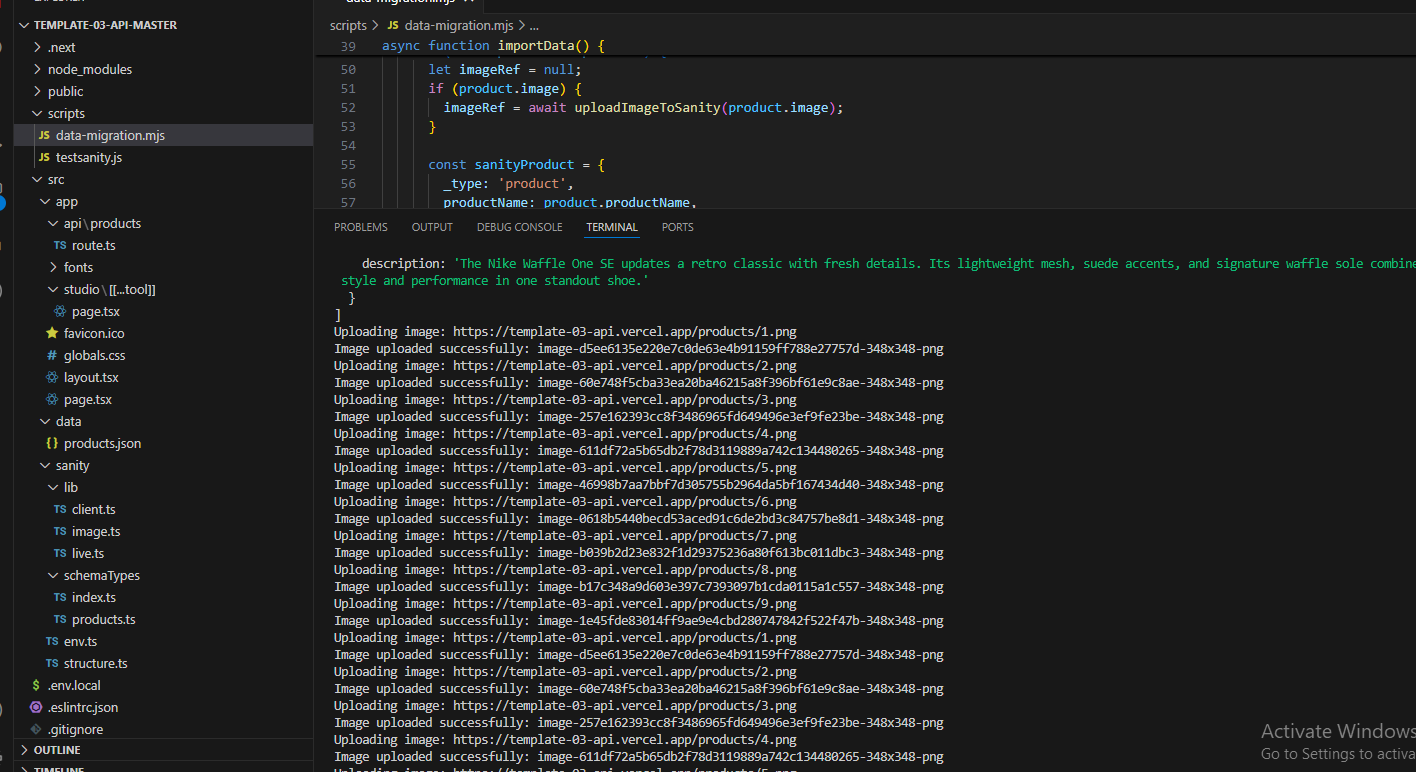 TEMPLATE-03-API-MASTER
.next
node_modules
public
scripts
JS data-migration.mjs
JS testsanity.js
src
app
api\products
TS route.ts
fonts
studio\[[...tool]]
page.tsx
favicon.ico
# globals.css
layout.tsx
page.tsx
data
{} products.json
sanity
lib
TS client.ts
TS image.ts
TS live.ts
schemaTypes
TS index.ts
TS products.ts
TS env.ts
TS structure.ts
$ .env.local
.eslintrc.json
.gitignore
OUTLINE
TIMELINE
scripts > JS data-migration.mjs > ...
39 async function importData() {
50 let imageRef = null;
51 if (product.image) {
52 imageRef = await uploadImageToSanity(product.image);
53 }
54
55 const sanityProduct = {
56 _type: 'product',
57 productName: product.productName,
PROBLEMS OUTPUT DEBUG CONSOLE TERMINAL PORTS
description: 'The Nike Waffle One SE updates a retro classic with fresh details. Its lightweight mesh, suede accents, and signature waffle sole combine
style and performance in one standout shoe.'
}
]
Uploading image: https://template-03-api.vercel.app/products/1.png
Image uploaded successfully: image-d5ee6135e220e7c0de63e4b91159ff788e27757d-348x348-png
Uploading image: https://template-03-api.vercel.app/products/2.png
Image uploaded successfully: image-60e748f5cba33ea20ba46215a8f396bf61e9c8ae-348x348-png
Uploading image: https://template-03-api.vercel.app/products/3.png
Image uploaded successfully: image-257e162393cc8f3486965fd649496e3ef9fe23be-348x348-png
Uploading image: https://template-03-api.vercel.app/products/4.png
Image uploaded successfully: image-611df72a5b65db2f78d3119889a742c134480265-348x348-png
Uploading image: https://template-03-api.vercel.app/products/5.png
Image uploaded successfully: image-46998b7aa7bbf7d305755b2964da5bf167434d40-348x348-png
Uploading image: https://template-03-api.vercel.app/products/6.png
Image uploaded successfully: image-0618b5440becd53aced91c6de2bd3c84757be8d1-348x348-png
Uploading image: https://template-03-api.vercel.app/products/7.png
Image uploaded successfully: image-b039b2d23e832f1d29375236a80f613bc011dbc3-348x348-png
Uploading image: https://template-03-api.vercel.app/products/8.png
Image uploaded successfully: image-b17c348a9d603e397c7393097b1cda0115a1c557-348x348-png
Uploading image: https://template-03-api.vercel.app/products/9.png
Image uploaded successfully: image-1e45fde83014ff9ae9e4cbd280747842f522f47b-348x348-png
Uploading image: https://template-03-api.vercel.app/products/1.png
Image uploaded successfully: image-d5ee6135e220e7c0de63e4b91159ff788e27757d-348x348-png
Uploading image: https://template-03-api.vercel.app/products/2.png
Image uploaded successfully: image-60e748f5cba33ea20ba46215a8f396bf61e9c8ae-348x348-png
Uploading image: https://template-03-api.vercel.app/products/3.png
Image uploaded successfully: image-257e162393cc8f3486965fd649496e3ef9fe23be-348x348-png
Uploading image: https://template-03-api.vercel.app/products/4.png
Image uploaded successfully: image-611df72a5b65db2f78d3119889a742c134480265-348x348-png
Activate Windows
Go to Settings to activa